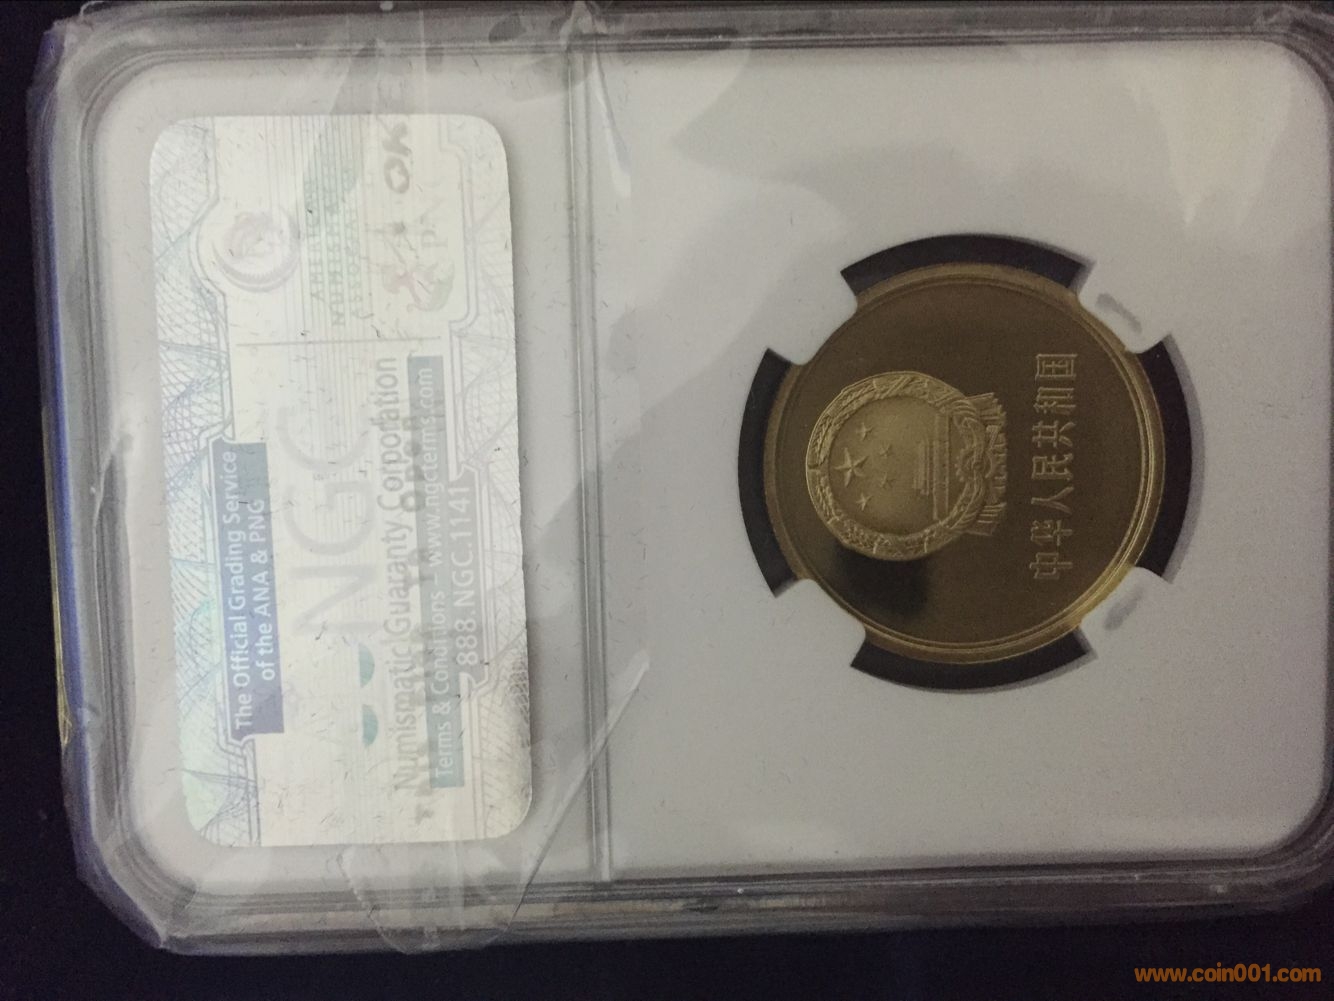 The Official Grading Service
of the ANA & PNG
NGC
Numismatic Guaranty Corporation
Terms & Conditions – www.ngcterms.com
888.NGC.1141
中华人民共和国
www.coin001.com